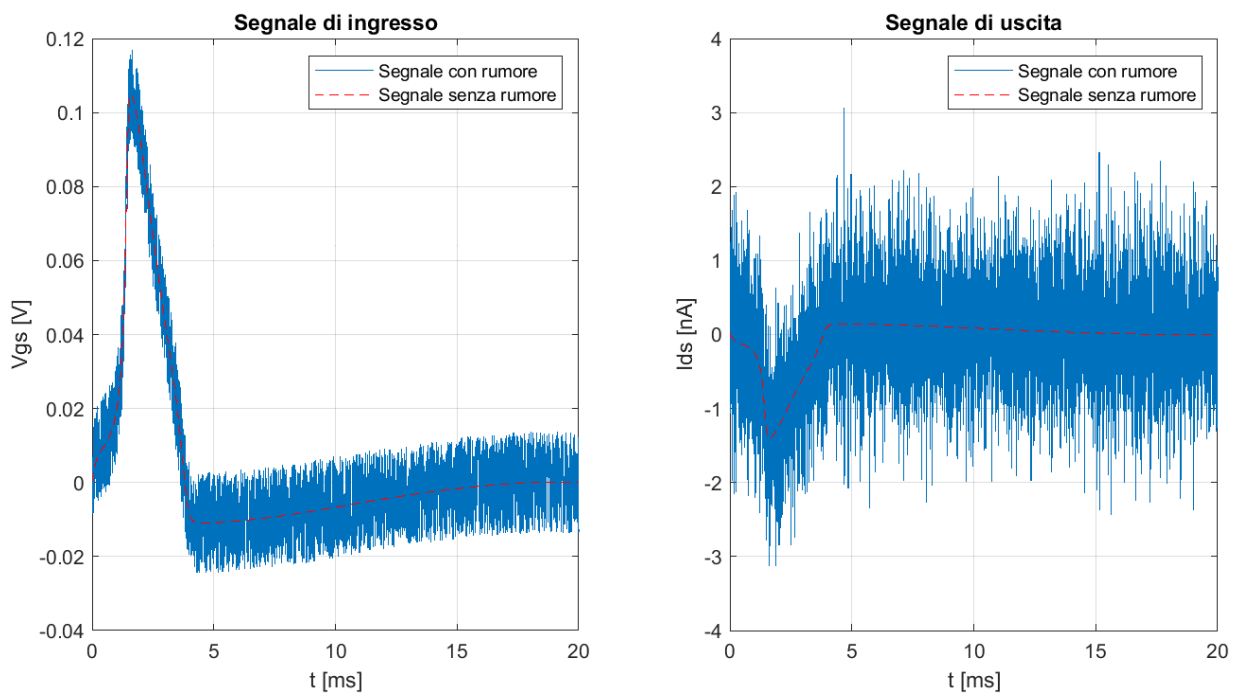 Segnale di ingresso
0.12
0.1
0.08
0.06
0.04
0.02
0
-0.02
-0.04
Vgs [V]
Segnale con rumore
Segnale senza rumore
0 5 10 15 20
t [ms]
Segnale di uscita
4
3
2
1
0
-1
-2
-3
-4
Ids [nA]
Segnale con rumore
Segnale senza rumore
0 5 10 15 20
t [ms]